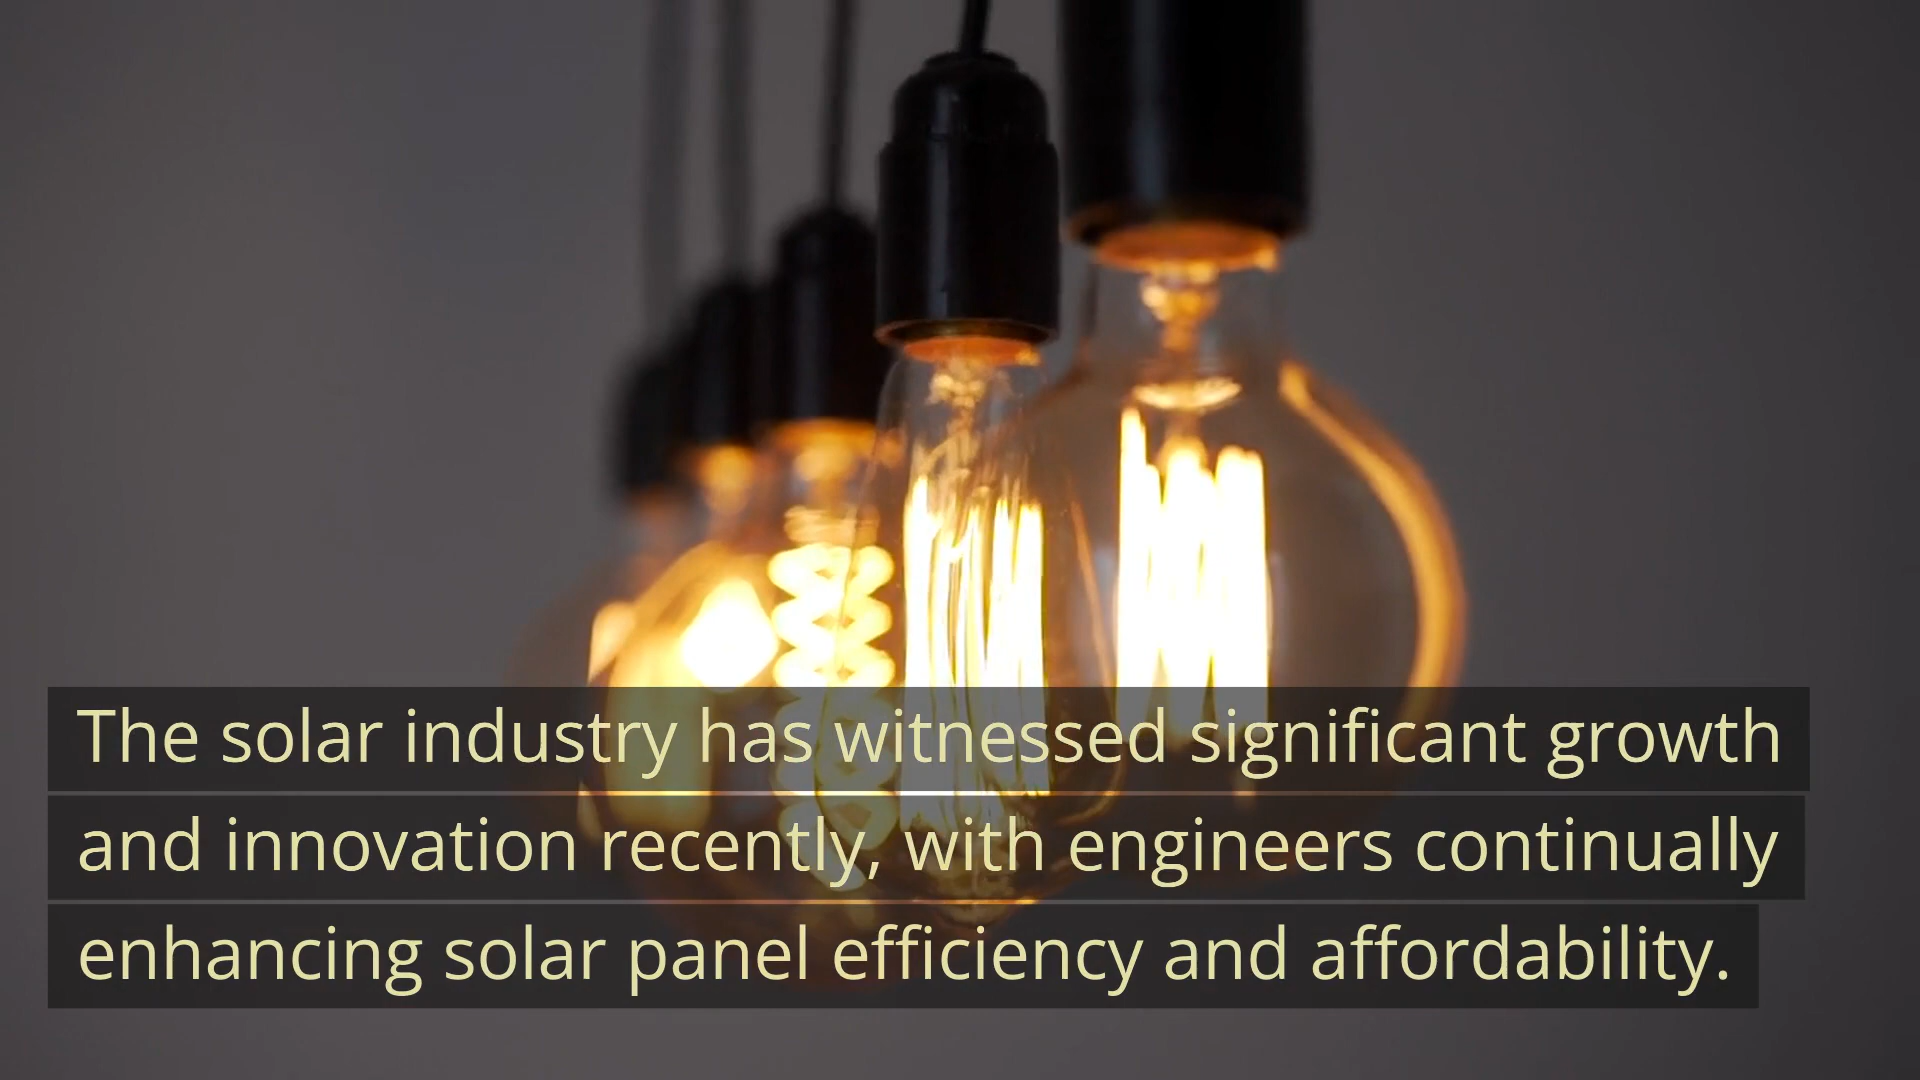 The solar industry has witnessed significant growth
and innovation recently, with engineers continually
enhancing solar panel efficiency and affordability.